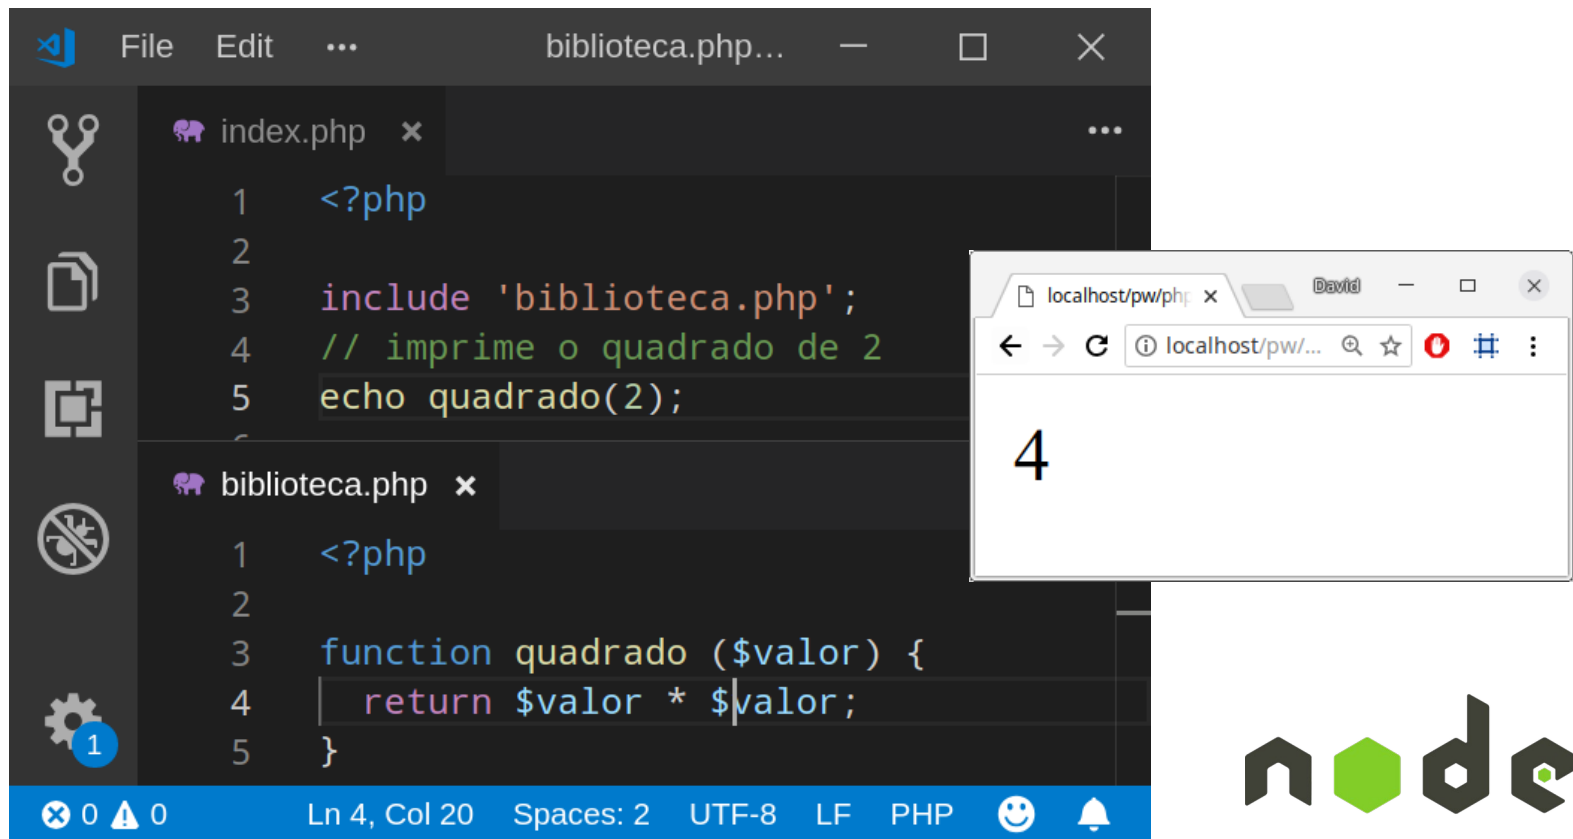 File Edit ... biblioteca.php...
index.php
1 <?php
2
3 include 'biblioteca.php';
4 // imprime o quadrado de 2
5 echo quadrado(2);
biblioteca.php
1 <?php
2
3 function quadrado ($valor) {
4 return $valor * $valor;
5 }
1
0 0 Ln 4, Col 20 Spaces: 2 UTF-8 LF PHP
localhost/pw/php David
localhost/pw/...
4
node